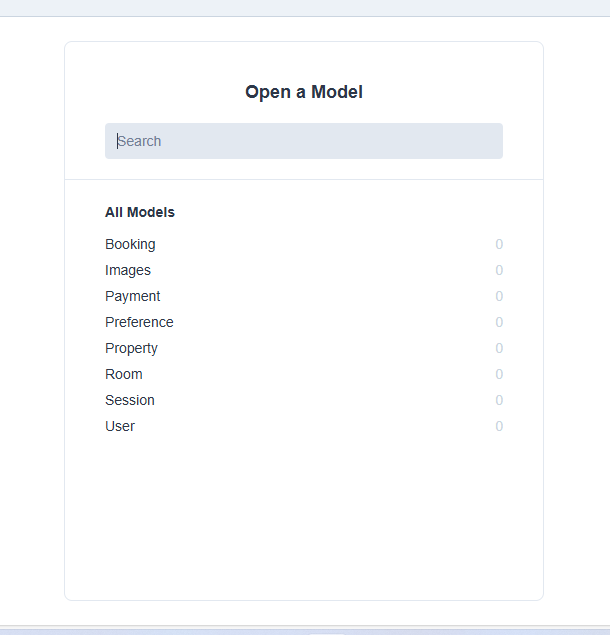 Open a Model
Search
All Models
Booking 0
Images 0
Payment 0
Preference 0
Property 0
Room 0
Session 0
User 0